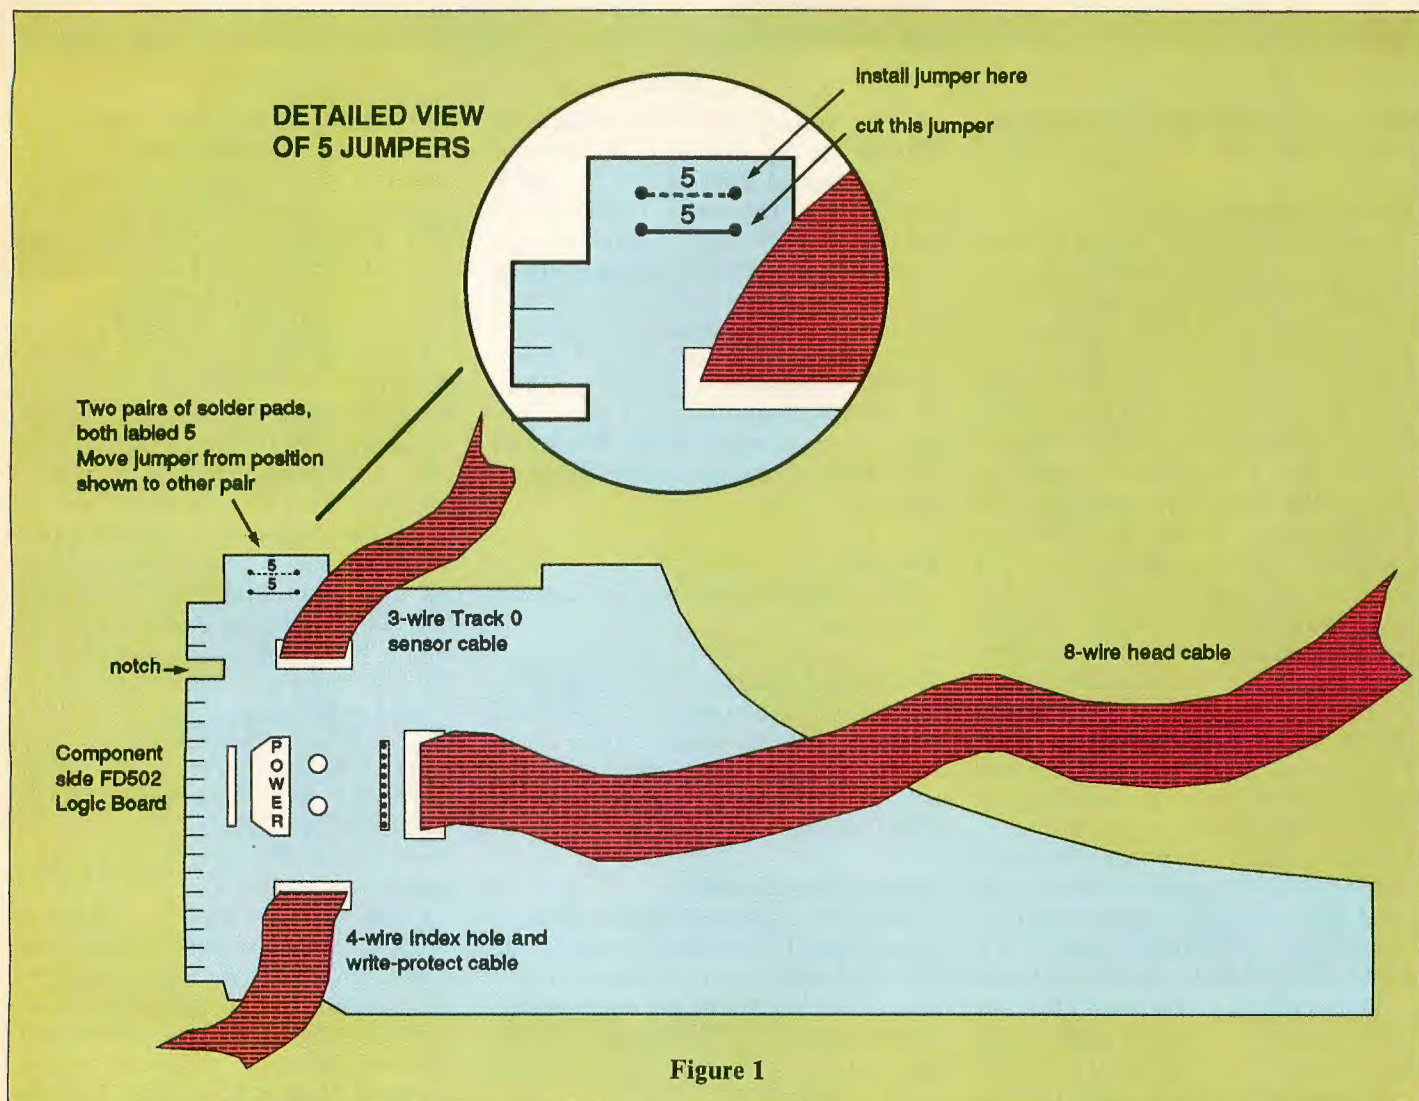 DETAILED VIEW
OF 5 JUMPERS
install jumper here
cut this jumper
5
5
Two pairs of solder pads,
both labled 5
Move jumper from position
shown to other pair
5
5
3-wire Track 0
sensor cable
notch
8-wire head cable
Component
side FD502
Logic Board
POWER
4-wire index hole and
write-protect cable
Figure 1